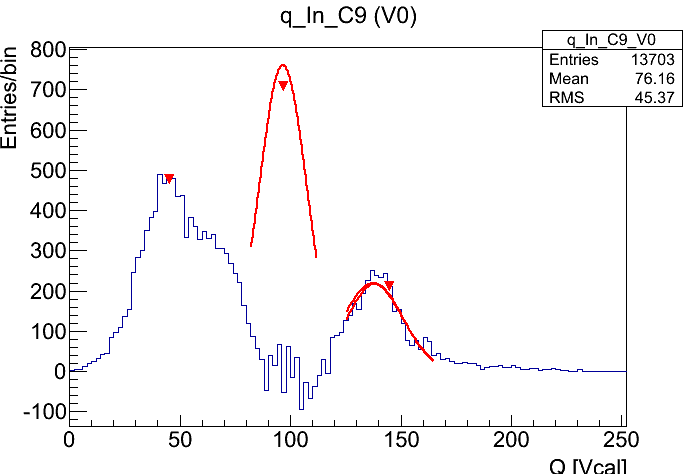 q_In_C9 (V0)
q_In_C9_V0
Entries 13703
Mean 76.16
RMS 45.37
Entries/bin
800
700
600
500
400
300
200
100
0
-100
0 50 100 150 200 250
Q [Vcal]